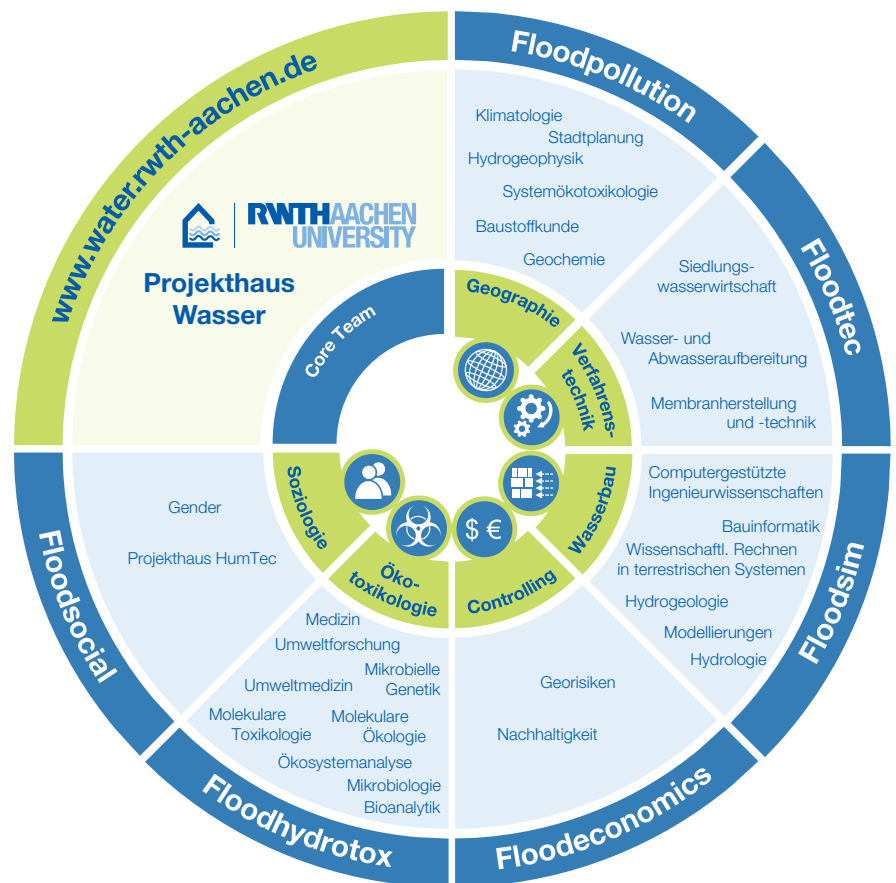 www.water.rwth-aachen.de
RWTHAACHEN
UNIVERSITY
Projekthaus
Wasser
Core Team
Floodpollution
Klimatologie
Stadtplanung
Hydrogeophysik
Systemökotoxikologie
Baustoffkunde
Geochemie
Geographie
Floodtec
Siedlungs-
wasserwirtschaft
Wasser- und
Abwasseraufbereitung
Membranherstellung
und -technik
Verfahrens-
technik
Floodsim
Computergestützte
Ingenieurwissenschaften
Bauinformatik
Wissenschaftl. Rechnen
in terrestrischen Systemen
Hydrogeologie
Modellierungen
Hydrologie
Wasserbau
Floodeconomics
Georisiken
Nachhaltigkeit
Controlling
$ €
Floodhydrotox
Öko-
toxikologie
Medizin
Umweltforschung
Mikrobielle
Genetik
Umweltmedizin
Molekulare
Toxikologie
Molekulare
Ökologie
Ökosystemanalyse
Mikrobiologie
Bioanalytik
Floodsocial
Soziologie
Gender
Projekthaus HumTec